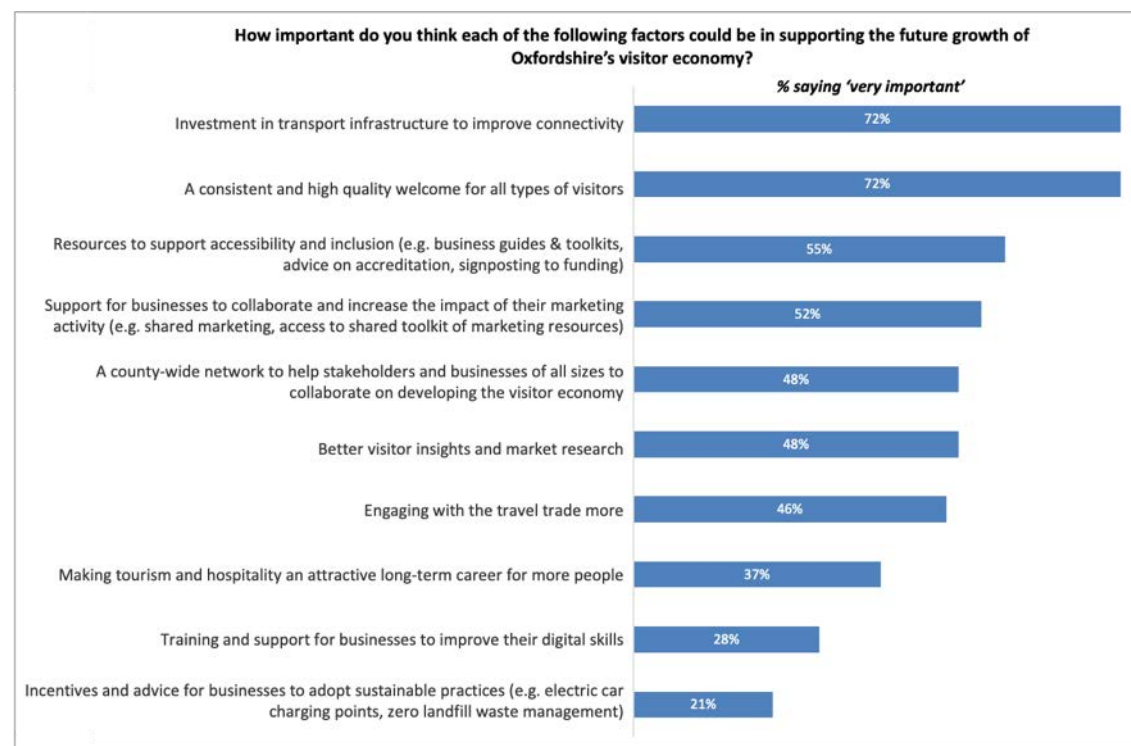 How important do you think each of the following factors could be in supporting the future growth of
Oxfordshire’s visitor economy?
% saying ‘very important’
Investment in transport infrastructure to improve connectivity
72%
A consistent and high quality welcome for all types of visitors
72%
Resources to support accessibility and inclusion (e.g. business guides & toolkits,
advice on accreditation, signposting to funding)
55%
Support for businesses to collaborate and increase the impact of their marketing
activity (e.g. shared marketing, access to shared toolkit of marketing resources)
52%
A county-wide network to help stakeholders and businesses of all sizes to
collaborate on developing the visitor economy
48%
Better visitor insights and market research
48%
Engaging with the travel trade more
46%
Making tourism and hospitality an attractive long-term career for more people
37%
Training and support for businesses to improve their digital skills
28%
Incentives and advice for businesses to adopt sustainable practices (e.g. electric car
charging points, zero landfill waste management)
21%